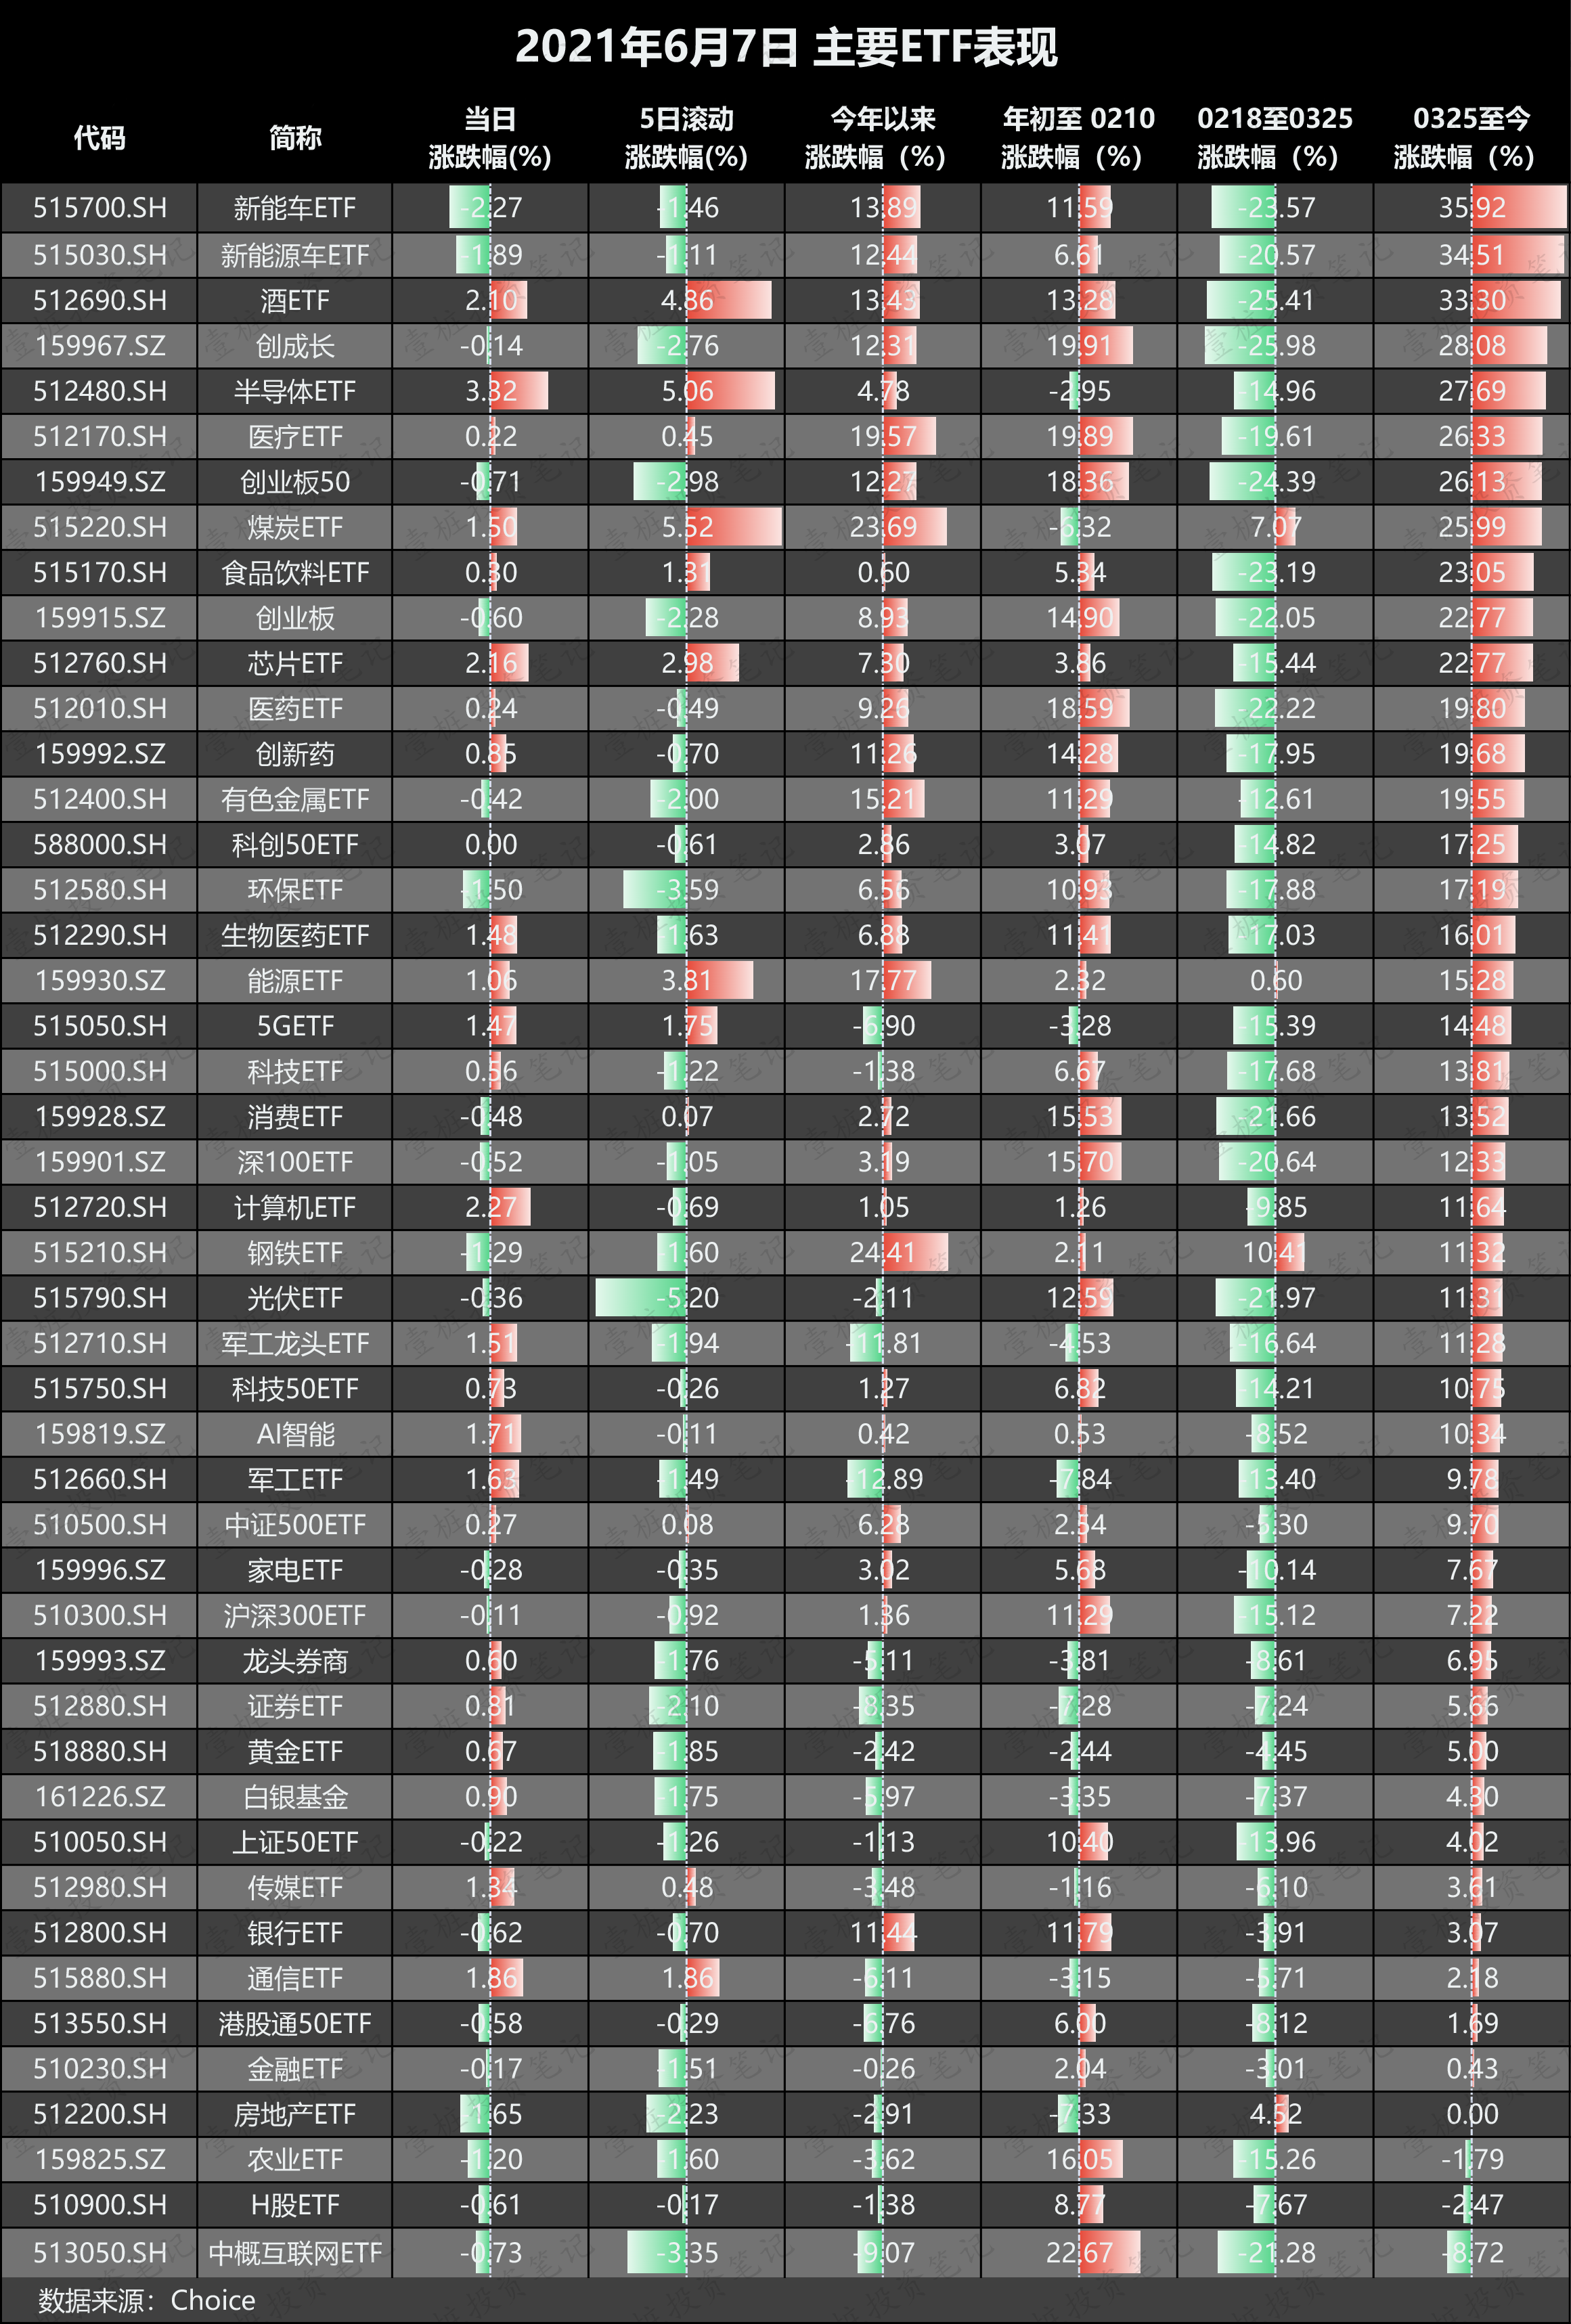 2021年6月7日 主要ETF表现
代码 简称 当日 5日滚动 今年以来 年初至 0210 0218至0325 0325至今
涨跌幅(%) 涨跌幅(%) 涨跌幅（%） 涨跌幅（%） 涨跌幅（%） 涨跌幅（%）
515700.SH 新能车ETF -2.27 -1.46 13.89 11.59 -23.57 35.92
515030.SH 新能源车ETF -1.89 -1.11 12.44 6.61 -20.57 34.51
512690.SH 酒ETF 2.10 4.86 13.43 13.28 -25.41 33.30
159967.SZ 创成长 -0.14 -2.76 12.31 19.91 -25.98 28.08
512480.SH 半导体ETF 3.32 5.06 4.78 -2.95 -14.96 27.69
512170.SH 医疗ETF 0.22 0.45 19.57 19.89 -19.61 26.33
159949.SZ 创业板50 -0.71 -2.98 12.27 18.36 -24.39 26.13
515220.SH 煤炭ETF 1.50 5.52 23.69 -6.32 7.07 25.99
515170.SH 食品饮料ETF 0.30 1.31 0.60 5.34 -23.19 23.05
159915.SZ 创业板 -0.60 -2.28 8.93 14.90 -22.05 22.77
512760.SH 芯片ETF 2.16 2.98 7.30 3.86 -15.44 22.77
512010.SH 医药ETF 0.24 -0.49 9.26 18.59 -22.22 19.80
159992.SZ 创新药 0.85 -0.70 11.26 14.28 -17.95 19.68
512400.SH 有色金属ETF -0.42 -2.00 15.21 11.29 -12.61 19.55
588000.SH 科创50ETF 0.00 -0.61 2.86 3.07 -14.82 17.25
512580.SH 环保ETF -1.50 -3.59 6.56 10.93 -17.88 17.19
512290.SH 生物医药ETF 1.48 -1.63 6.88 11.41 -17.03 16.01
159930.SZ 能源ETF 1.06 3.81 17.77 2.32 0.60 15.28
515050.SH 5GETF 1.47 1.75 -6.90 -3.28 -15.39 14.48
515000.SH 科技ETF 0.56 -1.22 -1.38 6.67 -17.68 13.81
159928.SZ 消费ETF -0.48 0.07 2.72 15.53 -21.66 13.52
159901.SZ 深100ETF -0.52 -1.05 3.19 15.70 -20.64 12.33
512720.SH 计算机ETF 2.27 -0.69 1.05 1.26 -9.85 11.64
515210.SH 钢铁ETF -1.29 -1.60 24.41 2.11 10.41 11.32
515790.SH 光伏ETF -0.36 -5.20 -2.11 12.59 -21.97 11.31
512710.SH 军工龙头ETF 1.51 -1.94 -11.81 -4.53 -16.64 11.28
515750.SH 科技50ETF 0.73 -0.26 1.27 6.82 -14.21 10.75
159819.SZ AI智能 1.71 -0.11 0.42 0.53 -8.52 10.34
512660.SH 军工ETF 1.63 -1.49 -12.89 -7.84 -13.40 9.78
510500.SH 中证500ETF 0.27 0.08 6.28 2.54 -5.30 9.70
159996.SZ 家电ETF -0.28 -0.35 3.02 5.68 -10.14 7.67
510300.SH 沪深300ETF -0.11 -0.92 1.36 11.29 -15.12 7.22
159993.SZ 龙头券商 0.60 -1.76 -5.11 -3.81 -8.61 6.95
512880.SH 证券ETF 0.81 -2.10 -8.35 -7.28 -7.24 5.66
518880.SH 黄金ETF 0.67 -1.85 -2.42 -2.44 -4.45 5.00
161226.SZ 白银基金 0.90 -1.75 -5.97 -3.35 -7.37 4.30
510050.SH 上证50ETF -0.22 -1.26 -1.13 10.40 -13.96 4.02
512980.SH 传媒ETF 1.34 0.48 -3.48 -1.16 -6.10 3.61
512800.SH 银行ETF -0.62 -0.70 11.44 11.79 -3.91 3.07
515880.SH 通信ETF 1.86 1.86 -6.11 -3.15 -5.71 2.18
513550.SH 港股通50ETF -0.58 -0.29 -6.76 6.00 -8.12 1.69
510230.SH 金融ETF -0.17 -1.51 -0.26 2.04 -3.01 0.43
512200.SH 房地产ETF -1.65 -2.23 -2.91 -7.33 4.52 0.00
159825.SZ 农业ETF -1.20 -1.60 -3.62 16.05 -15.26 -1.79
510900.SH H股ETF -0.61 -0.17 -1.38 8.77 -7.67 -2.47
513050.SH 中概互联网ETF -0.73 -3.35 -9.07 22.67 -21.28 -8.72
数据来源：Choice
壹桩投资笔记